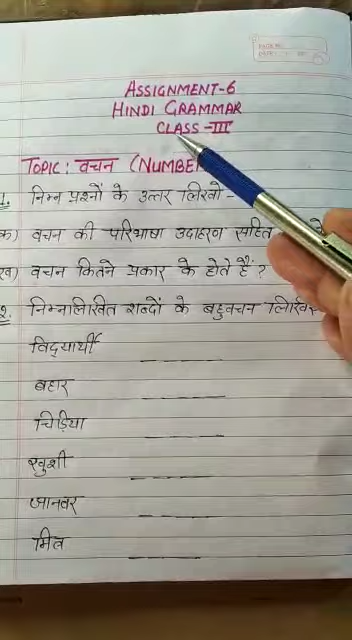 ASSIGNMENT-6
HINDI GRAMMAR
CLASS-III
TOPIC: वचन (NUMBER
1. निम्न प्रश्नों के उत्तर लिखो -
क) वचन की परिभाषा उदाहरण सहित
ख) वचन कितने प्रकार के होते हैं ?
2. निम्नलिखित शब्दों के बहुवचन लिखिए
विद्यार्थी
बहार
चिड़िया
खुशी
जानवर
मित्र